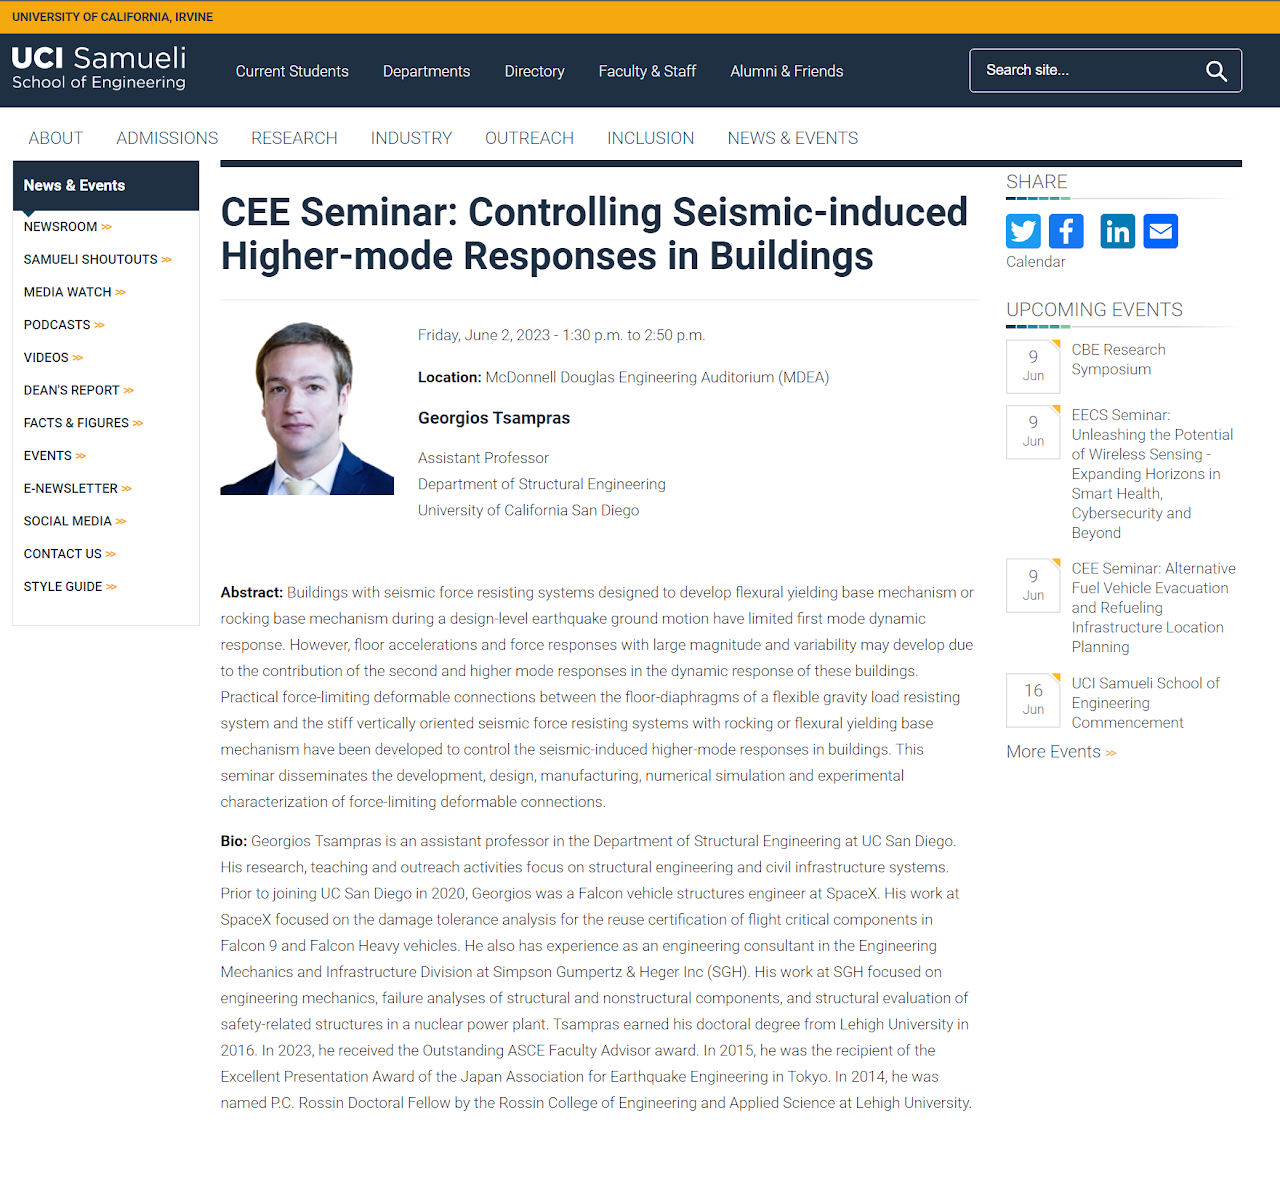 UNIVERSITY OF CALIFORNIA, IRVINE
UCI Samueli
School of Engineering
Current Students
Departments
Directory
Faculty & Staff
Alumni & Friends
Search site...
ABOUT
ADMISSIONS
RESEARCH
INDUSTRY
OUTREACH
INCLUSION
NEWS & EVENTS
News & Events
NEWSROOM >>
SAMUELI SHOUTOUTS >>
MEDIA WATCH >>
PODCASTS >>
VIDEOS >>
DEAN'S REPORT >>
FACTS & FIGURES >>
EVENTS >>
E-NEWSLETTER >>
SOCIAL MEDIA >>
CONTACT US >>
STYLE GUIDE >>
CEE Seminar: Controlling Seismic-induced
Higher-mode Responses in Buildings
Friday, June 2, 2023 - 1:30 p.m. to 2:50 p.m.
Location: McDonnell Douglas Engineering Auditorium (MDEA)
Georgios Tsampras
Assistant Professor
Department of Structural Engineering
University of California San Diego
Abstract: Buildings with seismic force resisting systems designed to develop flexural yielding base mechanism or
rocking base mechanism during a design-level earthquake ground motion have limited first mode dynamic
response. However, floor accelerations and force responses with large magnitude and variability may develop due
to the contribution of the second and higher mode responses in the dynamic response of these buildings.
Practical force-limiting deformable connections between the floor-diaphragms of a flexible gravity load resisting
system and the stiff vertically oriented seismic force resisting systems with rocking or flexural yielding base
mechanism have been developed to control the seismic-induced higher-mode responses in buildings. This
seminar disseminates the development, design, manufacturing, numerical simulation and experimental
characterization of force-limiting deformable connections.
Bio: Georgios Tsampras is an assistant professor in the Department of Structural Engineering at UC San Diego.
His research, teaching and outreach activities focus on structural engineering and civil infrastructure systems.
Prior to joining UC San Diego in 2020, Georgios was a Falcon vehicle structures engineer at SpaceX. His work at
SpaceX focused on the damage tolerance analysis for the reuse certification of flight critical components in
Falcon 9 and Falcon Heavy vehicles. He also has experience as an engineering consultant in the Engineering
Mechanics and Infrastructure Division at Simpson Gumpertz & Heger Inc (SGH). His work at SGH focused on
engineering mechanics, failure analyses of structural and nonstructural components, and structural evaluation of
safety-related structures in a nuclear power plant. Tsampras earned his doctoral degree from Lehigh University in
2016. In 2023, he received the Outstanding ASCE Faculty Advisor award. In 2015, he was the recipient of the
Excellent Presentation Award of the Japan Association for Earthquake Engineering in Tokyo. In 2014, he was
named P.C. Rossin Doctoral Fellow by the Rossin College of Engineering and Applied Science at Lehigh University.
SHARE
in
Calendar
UPCOMING EVENTS
9
Jun
CBE Research
Symposium
9
Jun
EECS Seminar:
Unleashing the Potential
of Wireless Sensing -
Expanding Horizons in
Smart Health,
Cybersecurity and
Beyond
9
Jun
CEE Seminar: Alternative
Fuel Vehicle Evacuation
and Refueling
Infrastructure Location
Planning
16
Jun
UCI Samueli School of
Engineering
Commencement
More Events >>